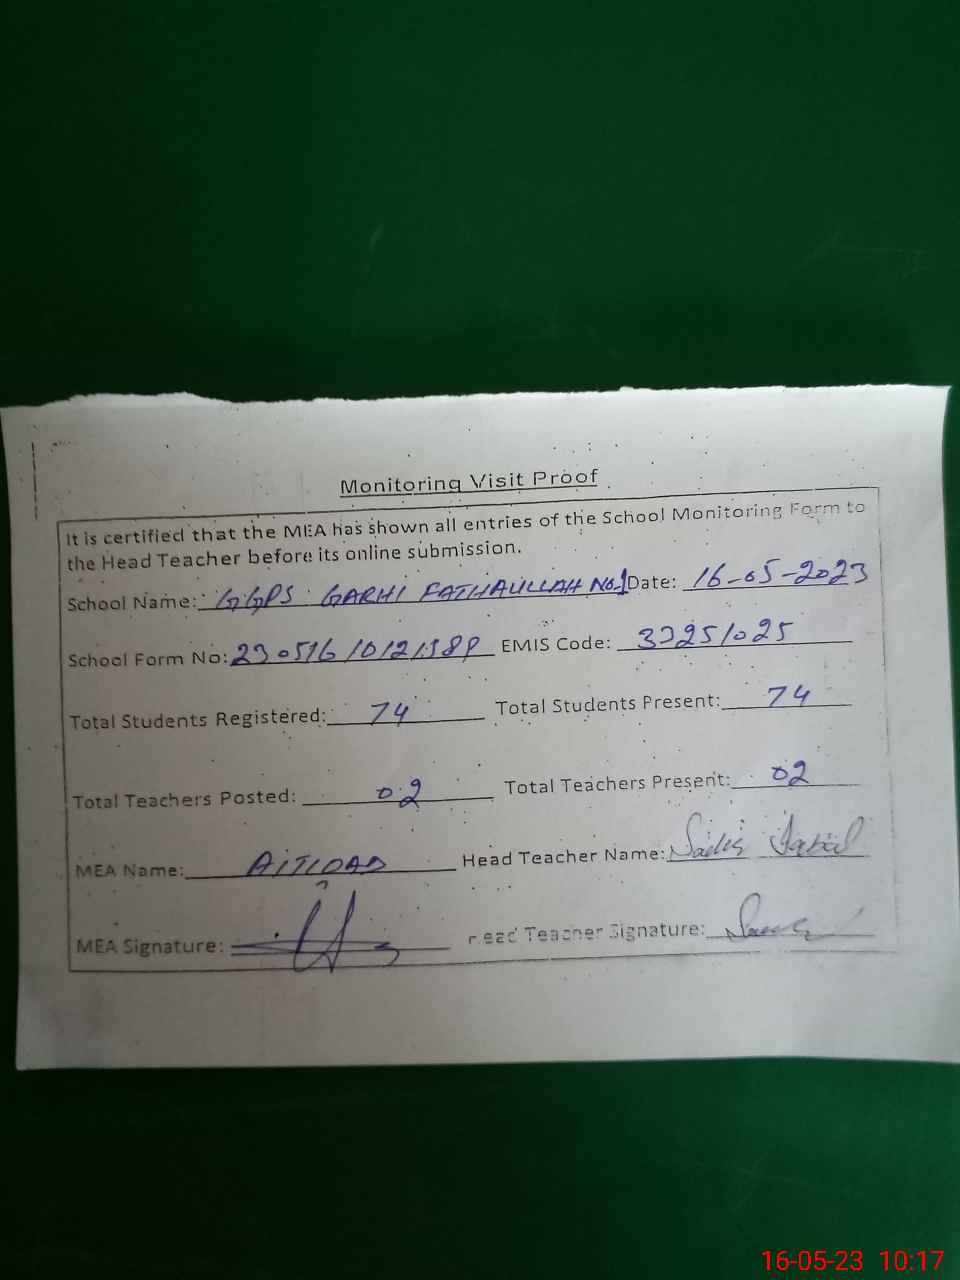 Monitoring Visit Proof
It is certified that the MEA has shown all entries of the School Monitoring Form to
the Head Teacher before its online submission.
School Name: GGPS GARHI FATHAULLAH No.1 Date: 16-05-2023
School Form No: EMIS Code: 33251025
Total Students Registered: 74 Total Students Present: 74
Total Teachers Posted: 02 Total Teachers Present: 02
MEA Name: Head Teacher Name: Iqbal
MEA Signature: Head Teacher Signature:
16-05-23 10:17